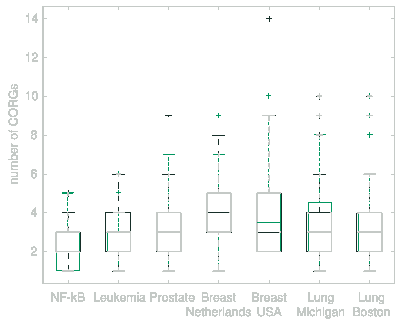 14
12
10
8
6
4
2
number of CORGs
NF-kB Leukemia Prostate Breast Breast Lung Lung
Netherlands USA Michigan Boston